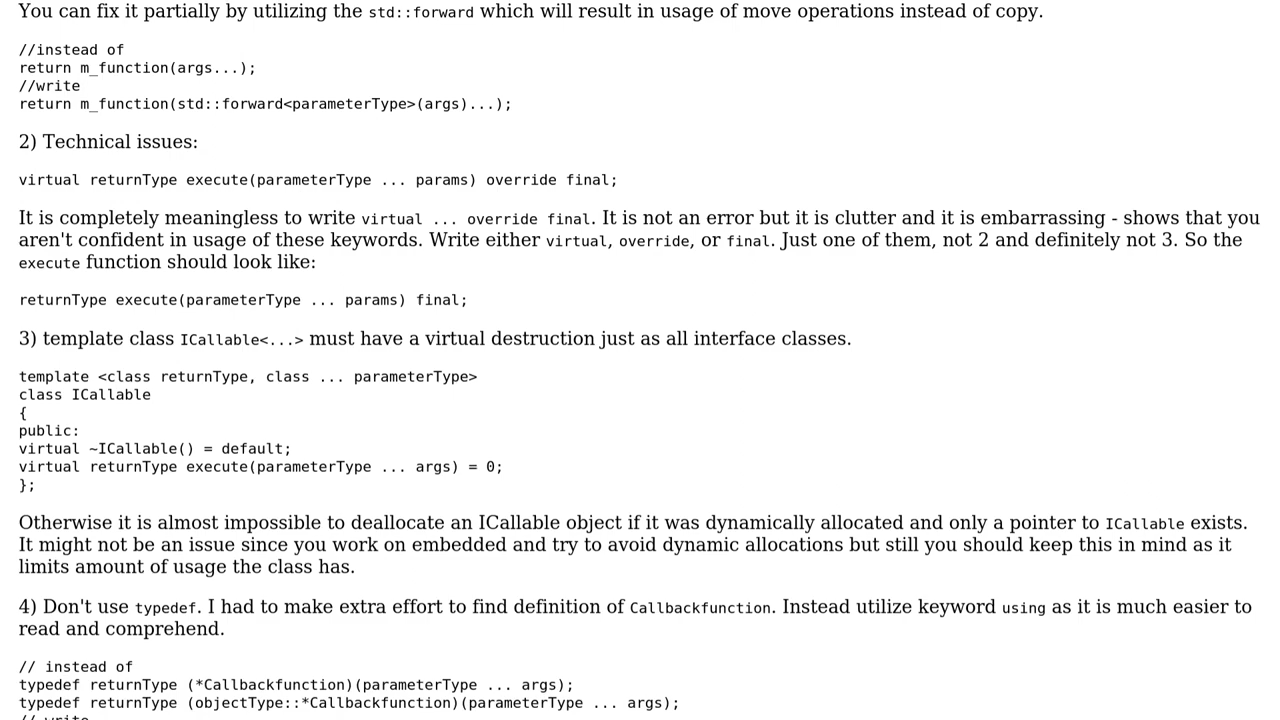 You can fix it partially by utilizing the std::forward which will result in usage of move operations instead of copy.
//instead of
return m_function(args...);
//write
return m_function(std::forward<parameterType>(args)...);
2) Technical issues:
virtual returnType execute(parameterType ... params) override final;
It is completely meaningless to write virtual ... override final. It is not an error but it is clutter and it is embarrassing - shows that you
aren't confident in usage of these keywords. Write either virtual, override, or final. Just one of them, not 2 and definitely not 3. So the
execute function should look like:
returnType execute(parameterType ... params) final;
3) template class ICallable<...> must have a virtual destruction just as all interface classes.
template <class returnType, class ... parameterType>
class ICallable
{
public:
virtual ~ICallable() = default;
virtual returnType execute(parameterType ... args) = 0;
};
Otherwise it is almost impossible to deallocate an ICallable object if it was dynamically allocated and only a pointer to ICallable exists.
It might not be an issue since you work on embedded and try to avoid dynamic allocations but still you should keep this in mind as it
limits amount of usage the class has.
4) Don't use typedef. I had to make extra effort to find definition of Callbackfunction. Instead utilize keyword using as it is much easier to
read and comprehend.
// instead of
typedef returnType (*Callbackfunction)(parameterType ... args);
typedef returnType (objectType::*Callbackfunction)(parameterType ... args);
// write